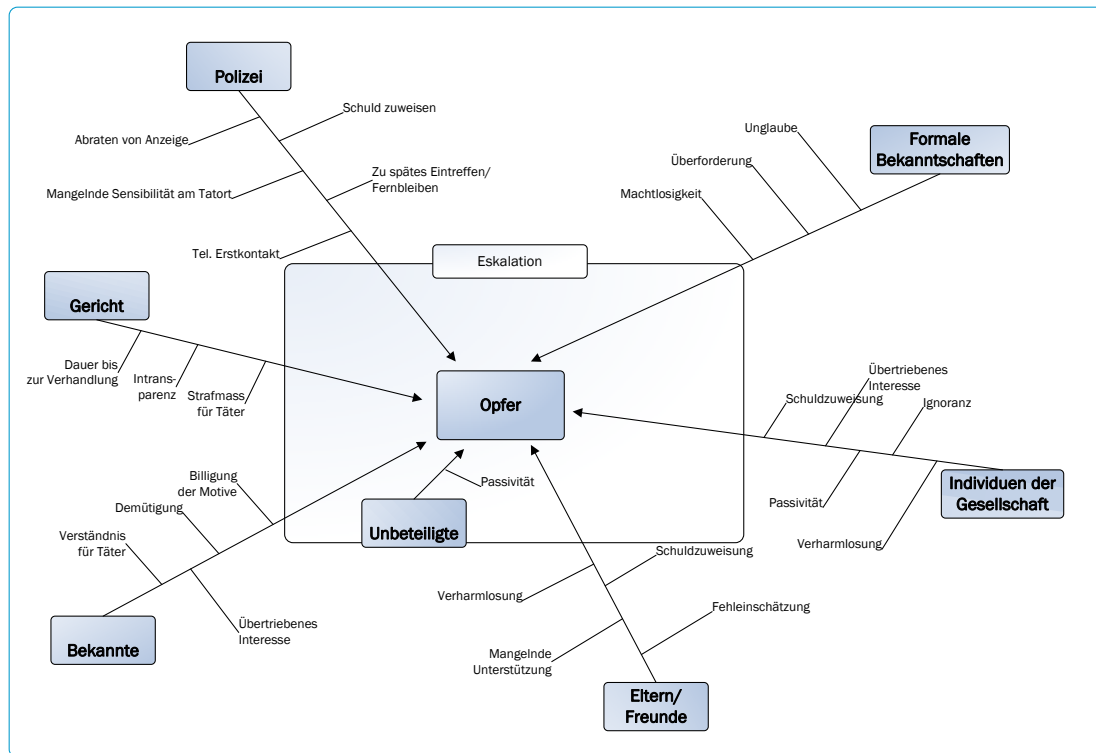 Polizei
Schuld zuweisen
Abraten von Anzeige
Zu spätes Eintreffen/
Fernbleiben
Mangelnde Sensibilität am Tatort
Tel. Erstkontakt
Formale
Bekanntschaften
Unglaube
Überforderung
Machtlosigkeit
Eskalation
Gericht
Dauer bis
zur Verhandlung
Intrans-
parenz
Strafmass
für Täter
Opfer
Übertriebenes
Interesse
Schuldzuweisung
Ignoranz
Passivität
Verharmlosung
Individuen der
Gesellschaft
Billigung
der Motive
Demütigung
Verständnis
für Täter
Übertriebenes
Interesse
Bekannte
Passivität
Unbeteiligte
Schuldzuweisung
Verharmlosung
Fehleinschätzung
Mangelnde
Unterstützung
Eltern/
Freunde